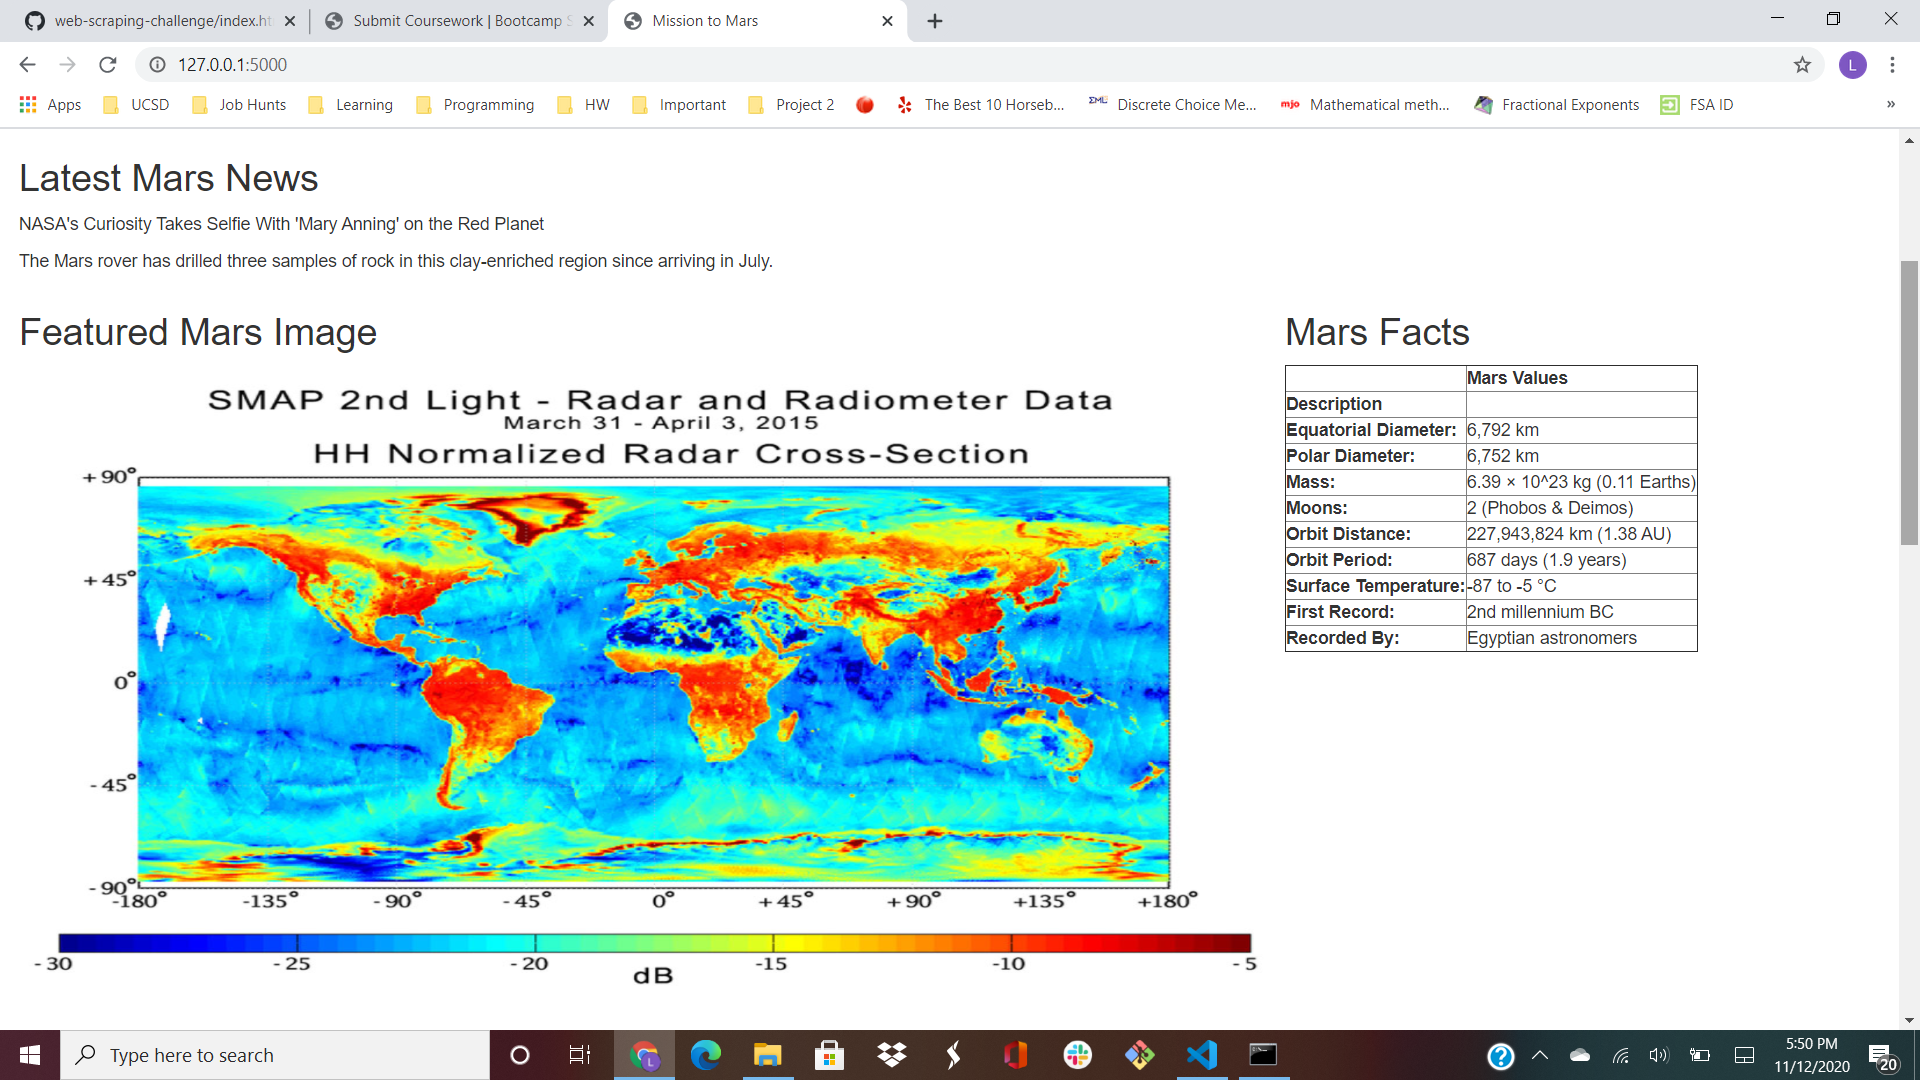 web-scraping-challenge/index.ht
Submit Coursework | Bootcamp S
Mission to Mars
127.0.0.1:5000
L
Apps
UCSD
Job Hunts
Learning
Programming
HW
Important
Project 2
The Best 10 Horseb...
ΣML
Discrete Choice Me...
mjo
Mathematical meth...
Fractional Exponents
FSA ID
»
Latest Mars News
NASA's Curiosity Takes Selfie With 'Mary Anning' on the Red Planet
The Mars rover has drilled three samples of rock in this clay-enriched region since arriving in July.
Featured Mars Image
SMAP 2nd Light - Radar and Radiometer Data
March 31 - April 3, 2015
HH Normalized Radar Cross-Section
+90°
+45°
0°
-45°
-90°
-180° -135° -90° -45° 0° +45° +90° +135° +180°
-30 -25 -20 -15 -10 -5
dB
Mars Facts
Mars Values
Description
Equatorial Diameter: 6,792 km
Polar Diameter: 6,752 km
Mass: 6.39 × 10^23 kg (0.11 Earths)
Moons: 2 (Phobos & Deimos)
Orbit Distance: 227,943,824 km (1.38 AU)
Orbit Period: 687 days (1.9 years)
Surface Temperature: -87 to -5 °C
First Record: 2nd millennium BC
Recorded By: Egyptian astronomers
Type here to search
L
?
5:50 PM
11/12/2020
20